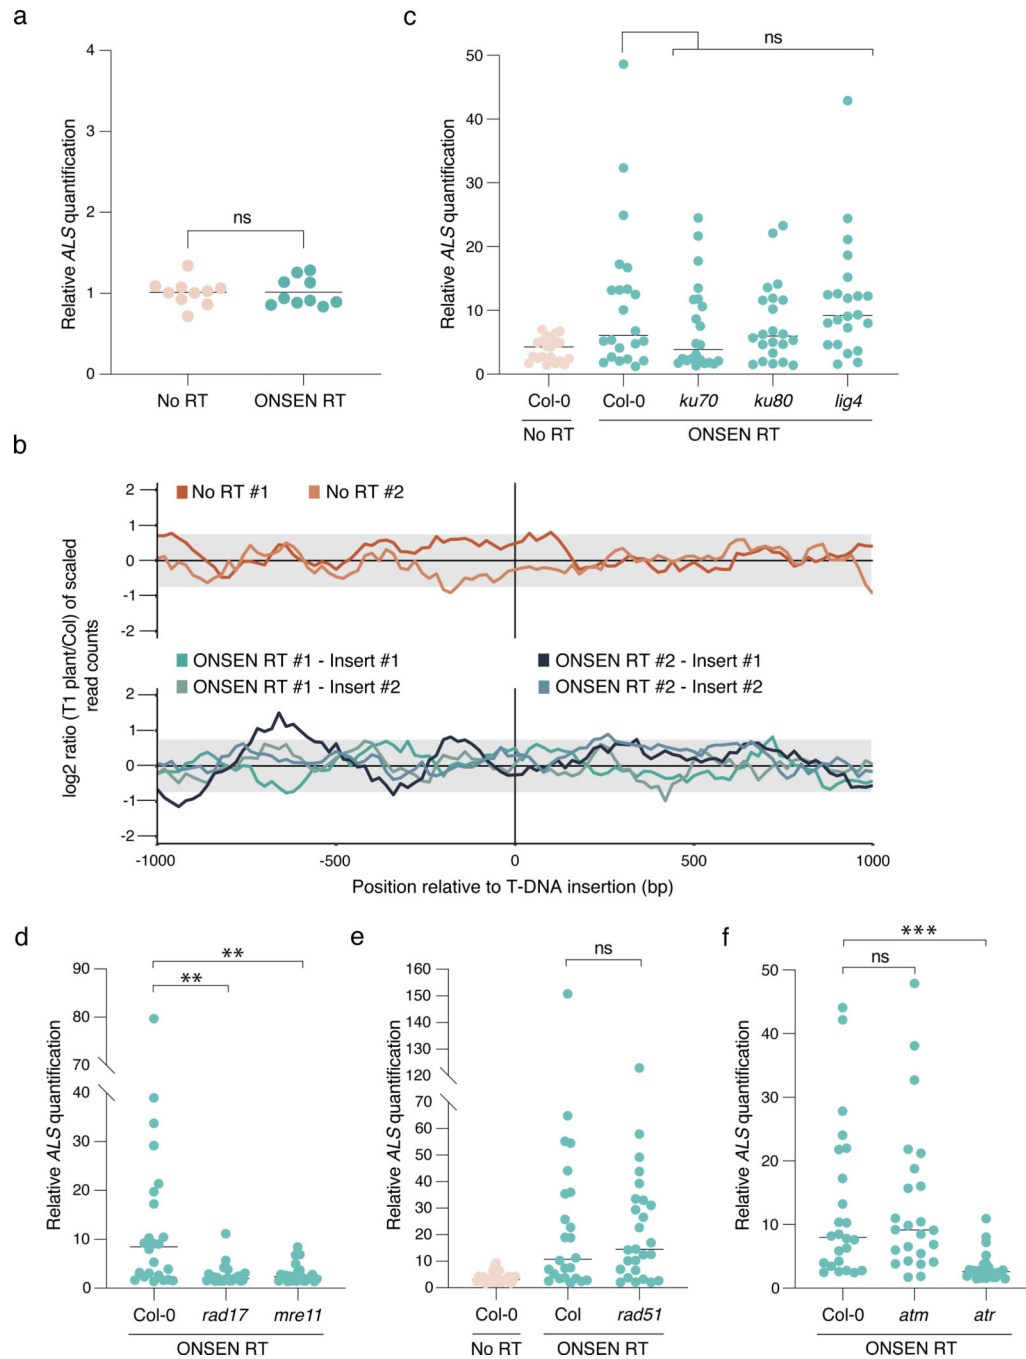 a
Relative ALS quantification
4
3
2
1
0
ns
No RT
ONSEN RT
c
Relative ALS quantification
50
40
30
20
10
0
ns
Col-0
Col-0
ku70
ku80
lig4
No RT
ONSEN RT
b
log2 ratio (T1 plant/Col) of scaled
read counts
No RT #1
No RT #2
2
1
0
-1
-2
ONSEN RT #1 - Insert #1
ONSEN RT #2 - Insert #1
ONSEN RT #1 - Insert #2
ONSEN RT #2 - Insert #2
2
1
0
-1
-2
-1000
-500
0
500
1000
Position relative to T-DNA insertion (bp)
d
Relative ALS quantification
**
**
90
80
70
40
30
20
10
0
Col-0
rad17
mre11
ONSEN RT
e
Relative ALS quantification
ns
160
150
140
130
120
70
60
50
40
30
20
10
0
Col-0
Col
rad51
No RT
ONSEN RT
f
Relative ALS quantification
***
ns
50
40
30
20
10
0
Col-0
atm
atr
ONSEN RT